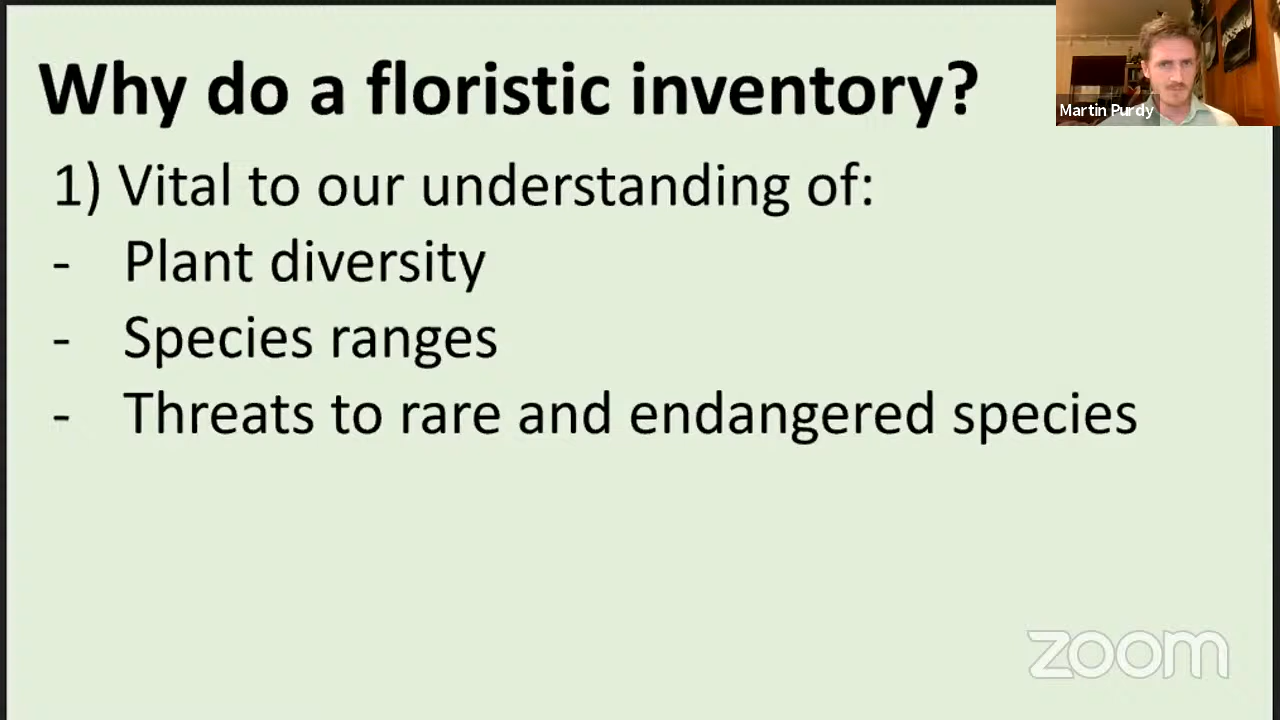 Why do a floristic inventory?
Martin Purdy
1) Vital to our understanding of:
- Plant diversity
- Species ranges
- Threats to rare and endangered species
zoom